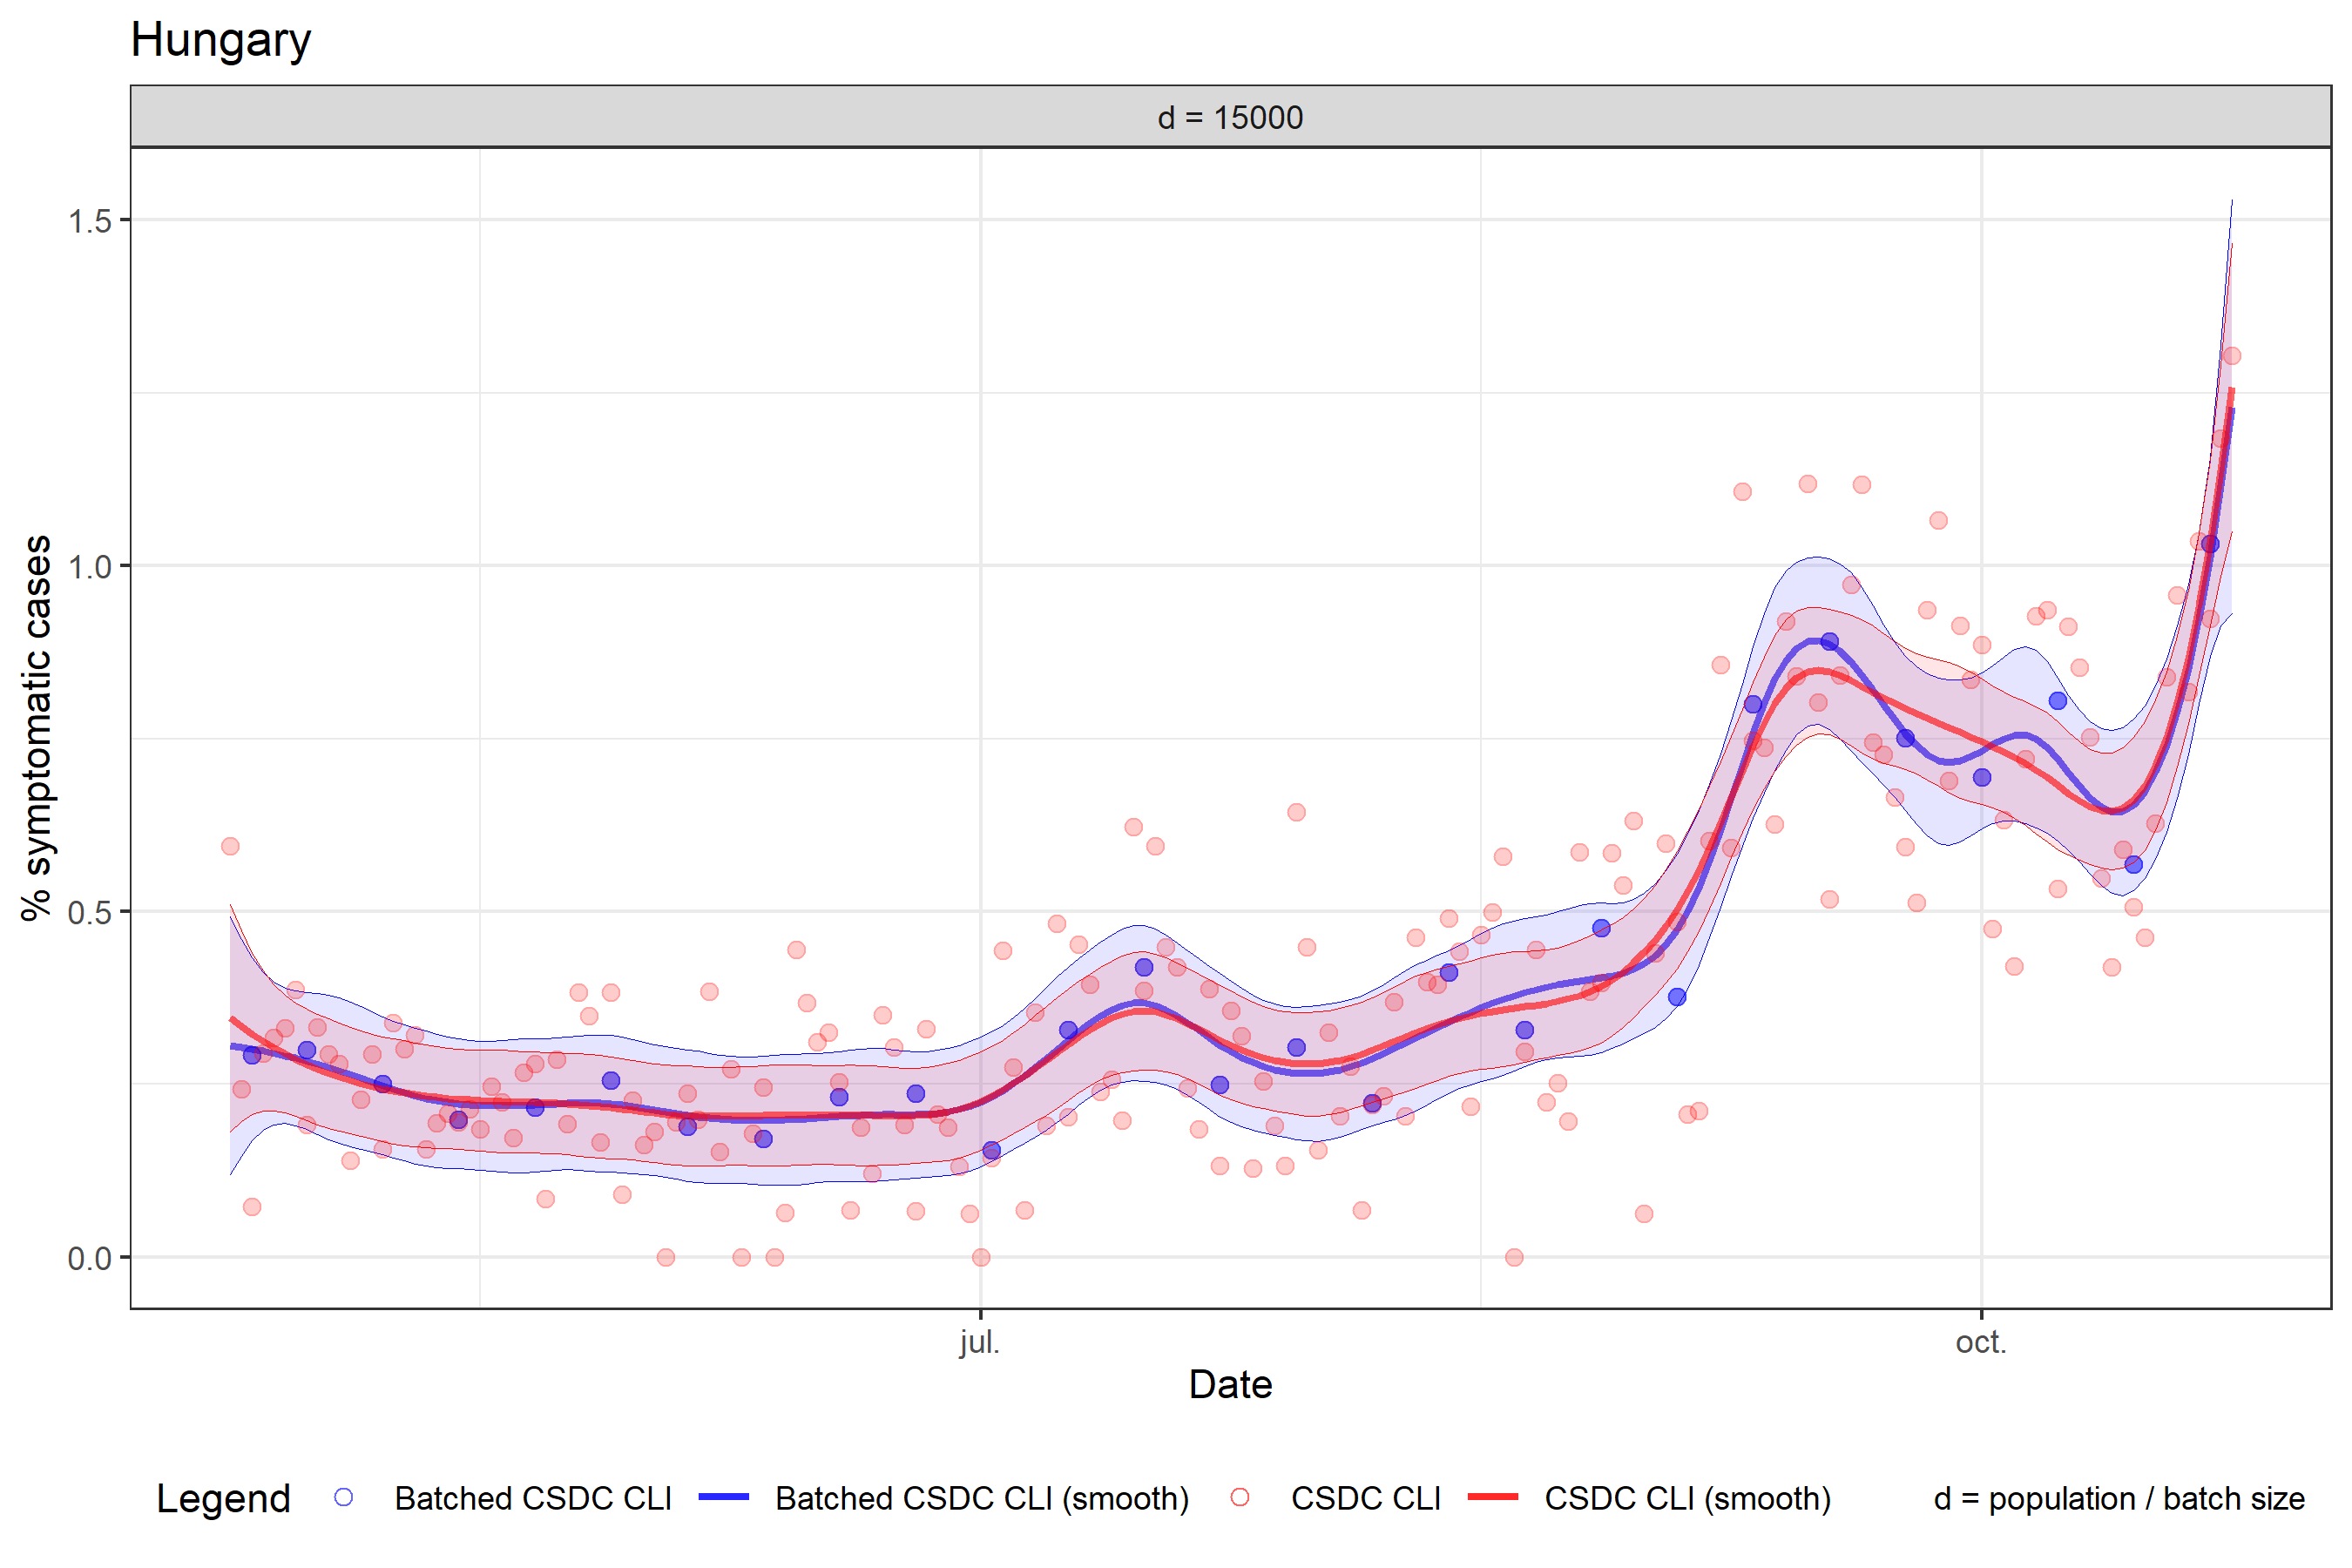 Hungary
d = 15000
1.5
1.0
0.5
0.0
% symptomatic cases
jul.
oct.
Date
Legend
Batched CSDC CLI
Batched CSDC CLI (smooth)
CSDC CLI
CSDC CLI (smooth)
d = population / batch size